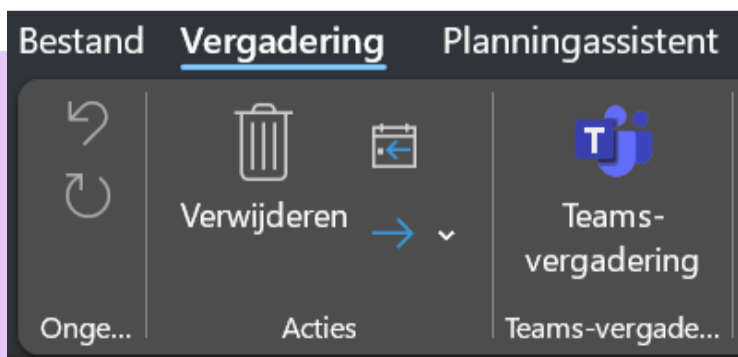 Bestand Vergadering Planningassistent
Verwijderen
Teams-
vergadering
Onge... Acties Teams-vergade...